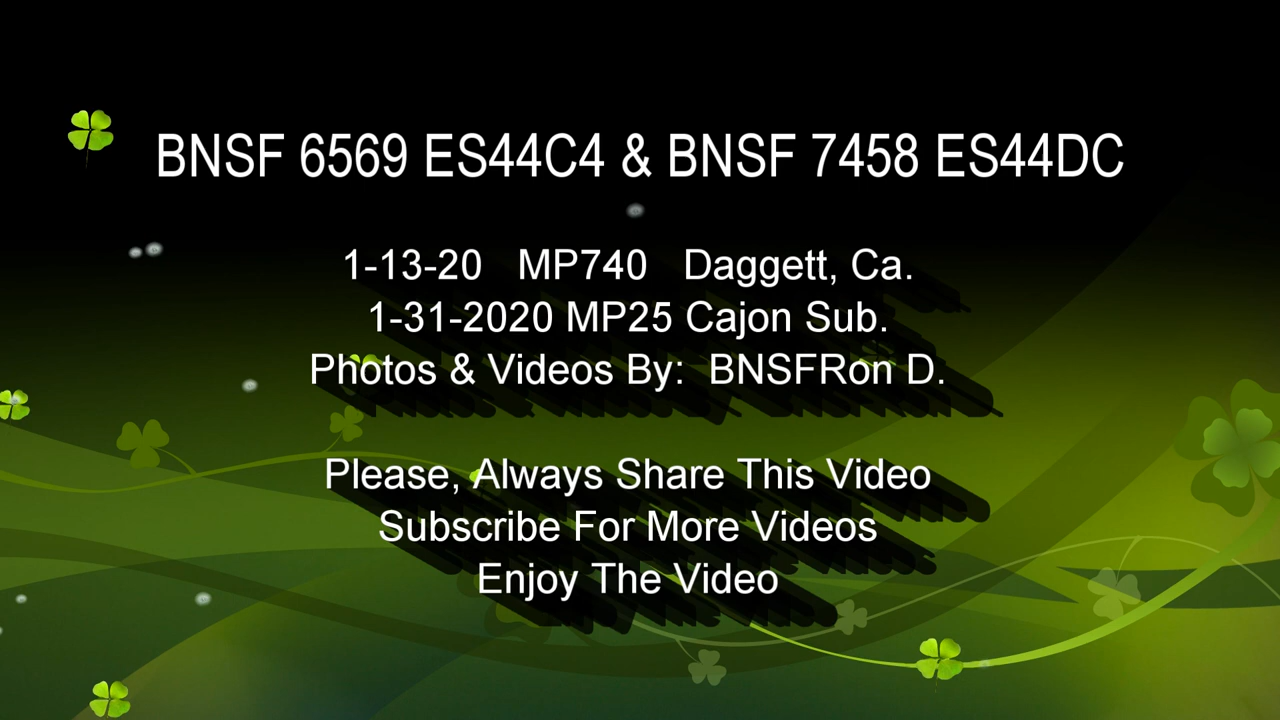 BNSF 6569 ES44C4 & BNSF 7458 ES44DC
1-13-20 MP740 Daggett, Ca.
1-31-2020 MP25 Cajon Sub.
Photos & Videos By: BNSFRon D.
Please, Always Share This Video
Subscribe For More Videos
Enjoy The Video